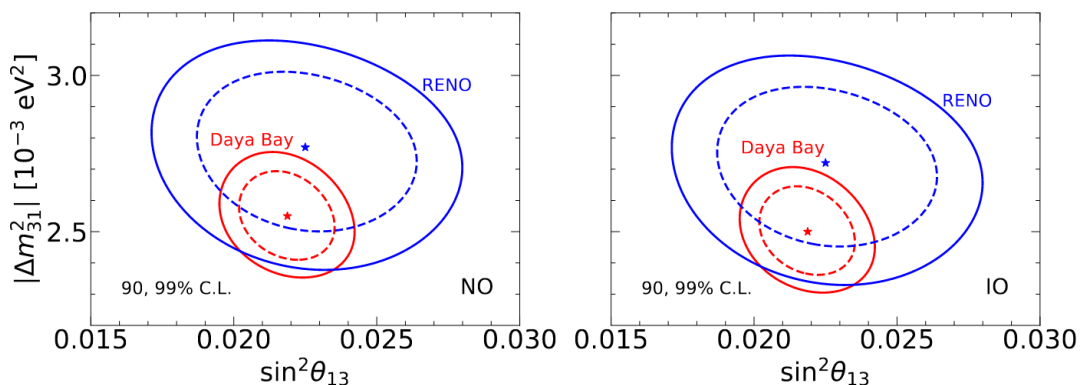 |Δm²₃₁| [10⁻³ eV²]
3.0
2.5
RENO
Daya Bay
90, 99% C.L.
NO
0.015 0.020 0.025 0.030
sin²θ₁₃
RENO
Daya Bay
90, 99% C.L.
IO
0.015 0.020 0.025 0.030
sin²θ₁₃